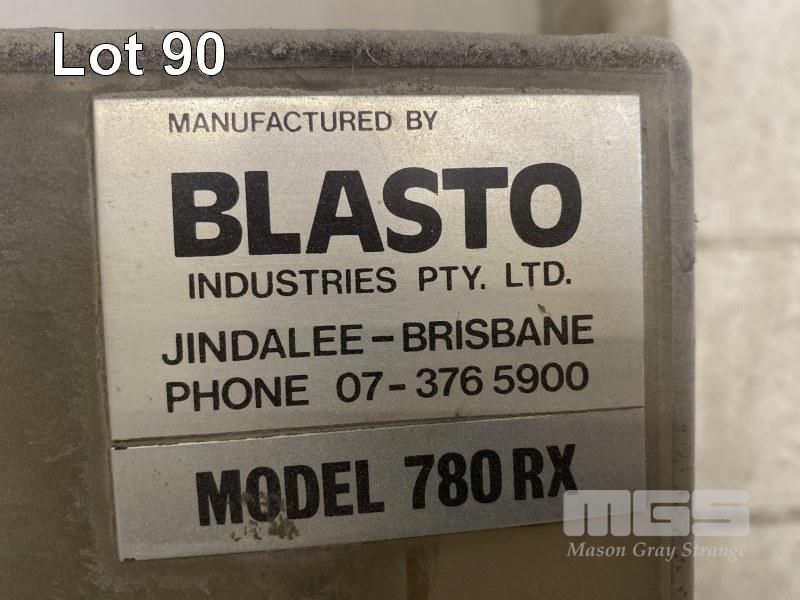 Lot 90
MANUFACTURED BY
BLASTO
INDUSTRIES PTY. LTD.
JINDALEE-BRISBANE
PHONE 07-376 5900
MODEL 780 RX
MGS
Mason Gray Strange